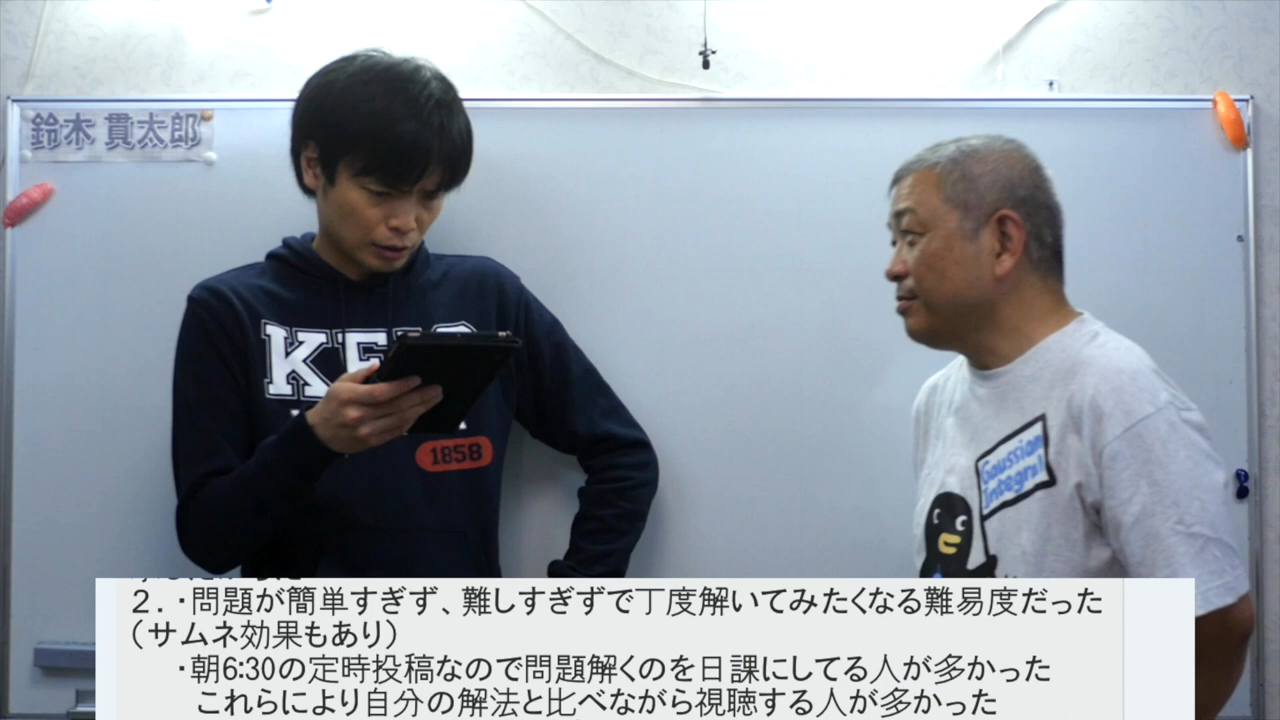 鈴木 貫太郎
1858
Gaussian
Integral
2.・問題が簡単すぎず、難しすぎずで丁度解いてみたくなる難易度だった
（サムネ効果もあり）
・朝6:30の定時投稿なので問題解くのを日課にしてる人が多かった
これらにより自分の解法と比べながら視聴する人が多かった